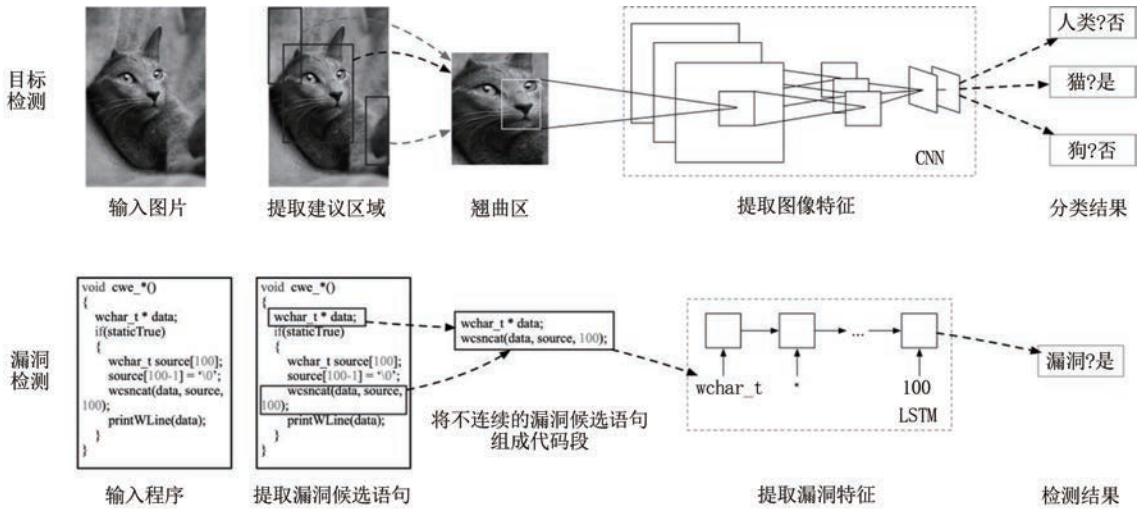 目标
检测
人类?否
猫?是
狗?否
CNN
输入图片
提取建议区域
翘曲区
提取图像特征
分类结果
漏洞
检测
void cwe_*()
{
wchar_t * data;
if(staticTrue)
{
wchar_t source[100];
source[100-1] = ‘\0’;
wcsncat(data, source,
100);
printWLine(data);
}
}
void cwe_*()
{
wchar_t * data;
if(staticTrue)
{
wchar_t source[100];
source[100-1] = ‘\0’;
wcsncat(data, source,
100);
printWLine(data);
}
}
wchar_t * data;
wcsncat(data, source, 100);
将不连续的漏洞候选语句
组成代码段
...
wchar_t
*
100
LSTM
漏洞?是
输入程序
提取漏洞候选语句
提取漏洞特征
检测结果